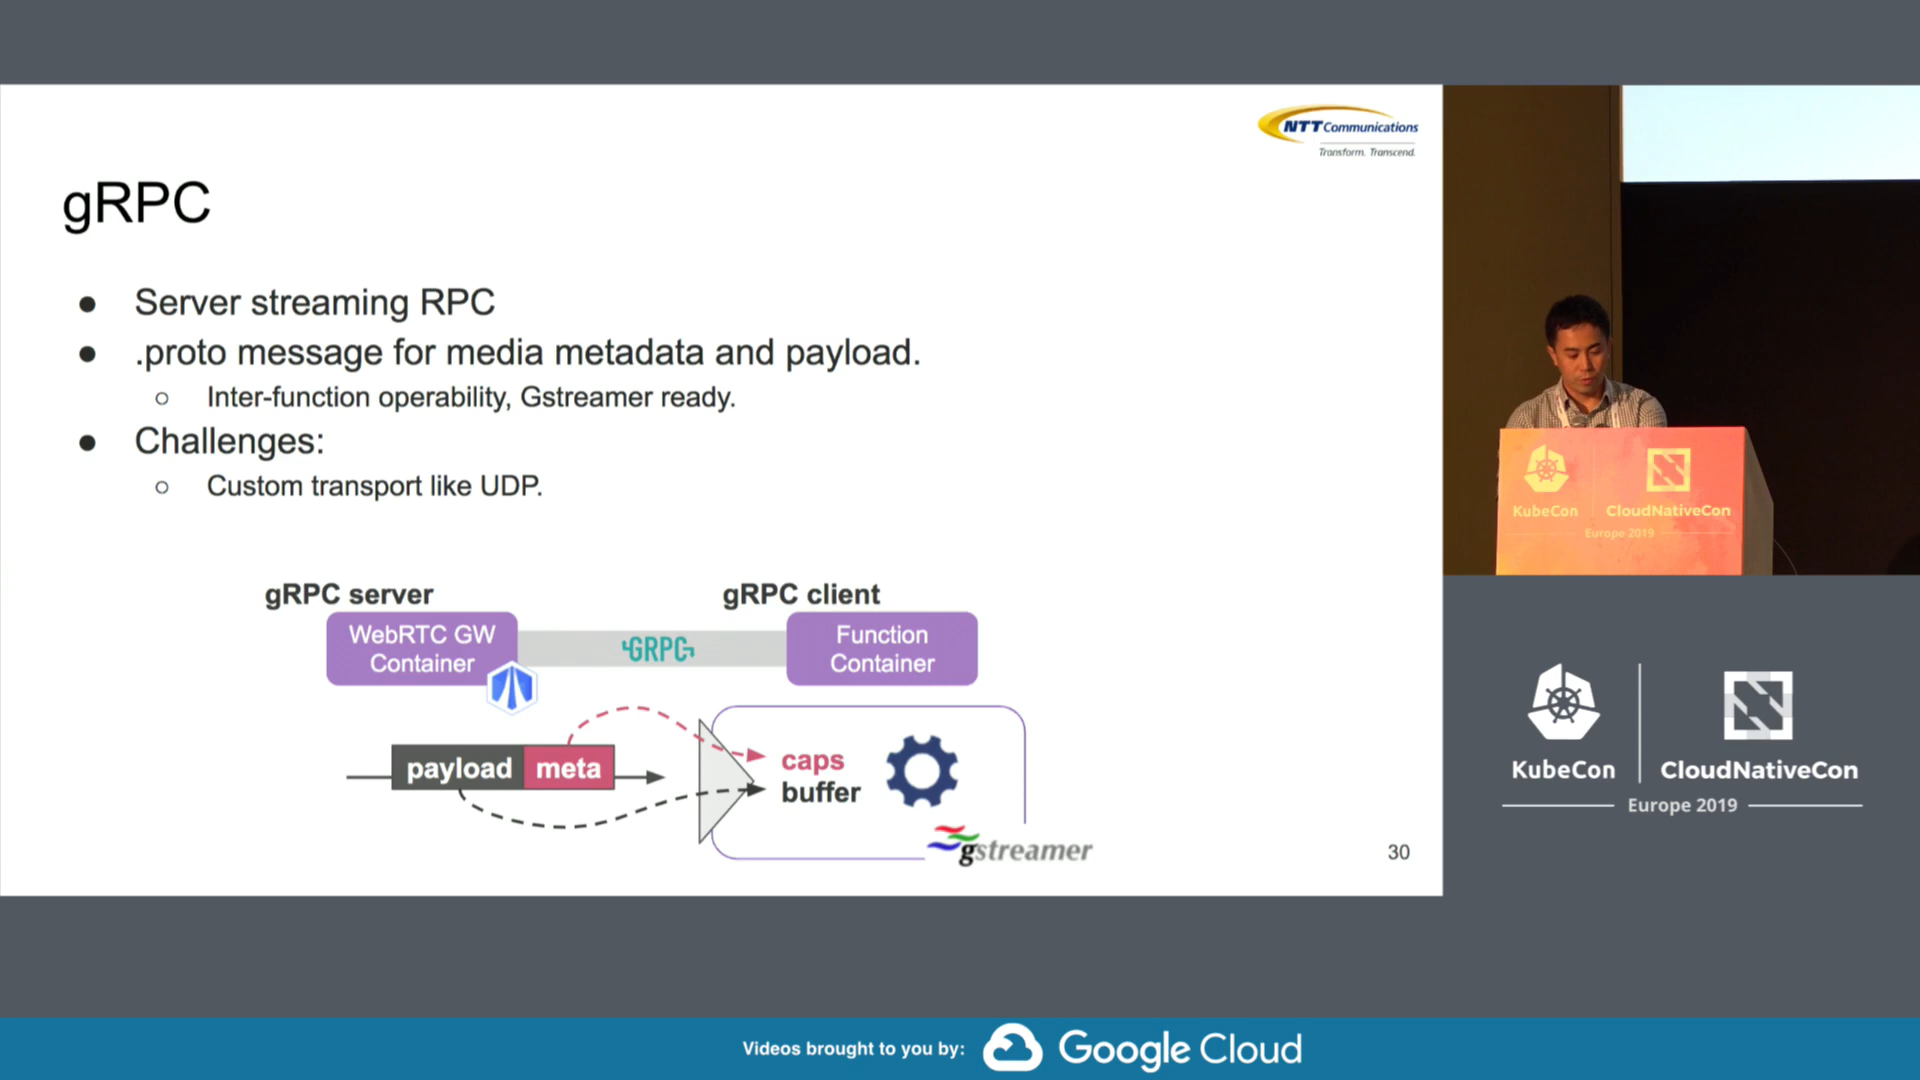 NTT Communications
Transform. Transcend.
gRPC
● Server streaming RPC
● .proto message for media metadata and payload.
○ Inter-function operability, Gstreamer ready.
● Challenges:
○ Custom transport like UDP.
gRPC server
gRPC client
WebRTC GW
Container
GRPC
Function
Container
payload meta
caps
buffer
gstreamer
30
KubeCon CloudNativeCon
Europe 2019
KubeCon CloudNativeCon
Europe 2019
Videos brought to you by: Google Cloud